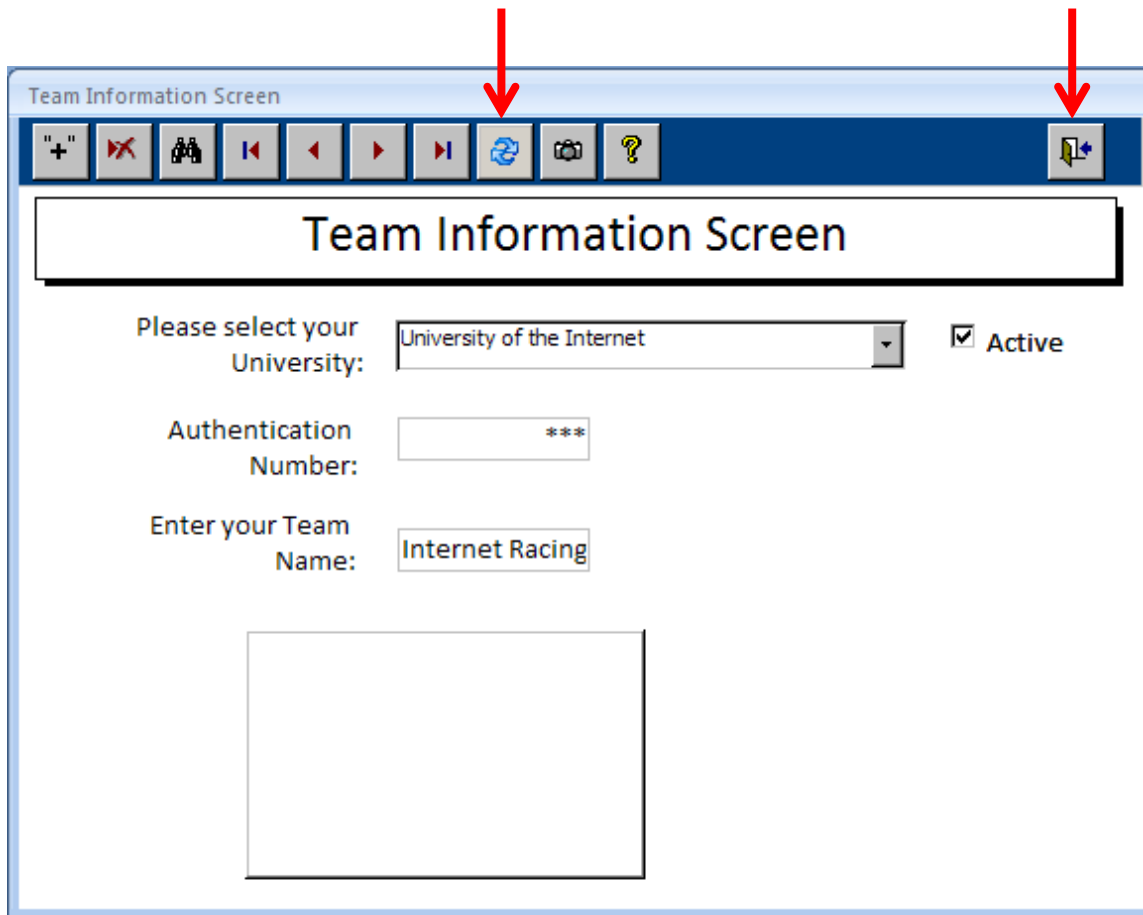 Team Information Screen
"+"
?
Team Information Screen
Please select your
University:
University of the Internet
Active
Authentication
Number:
***
Enter your Team
Name:
Internet Racing